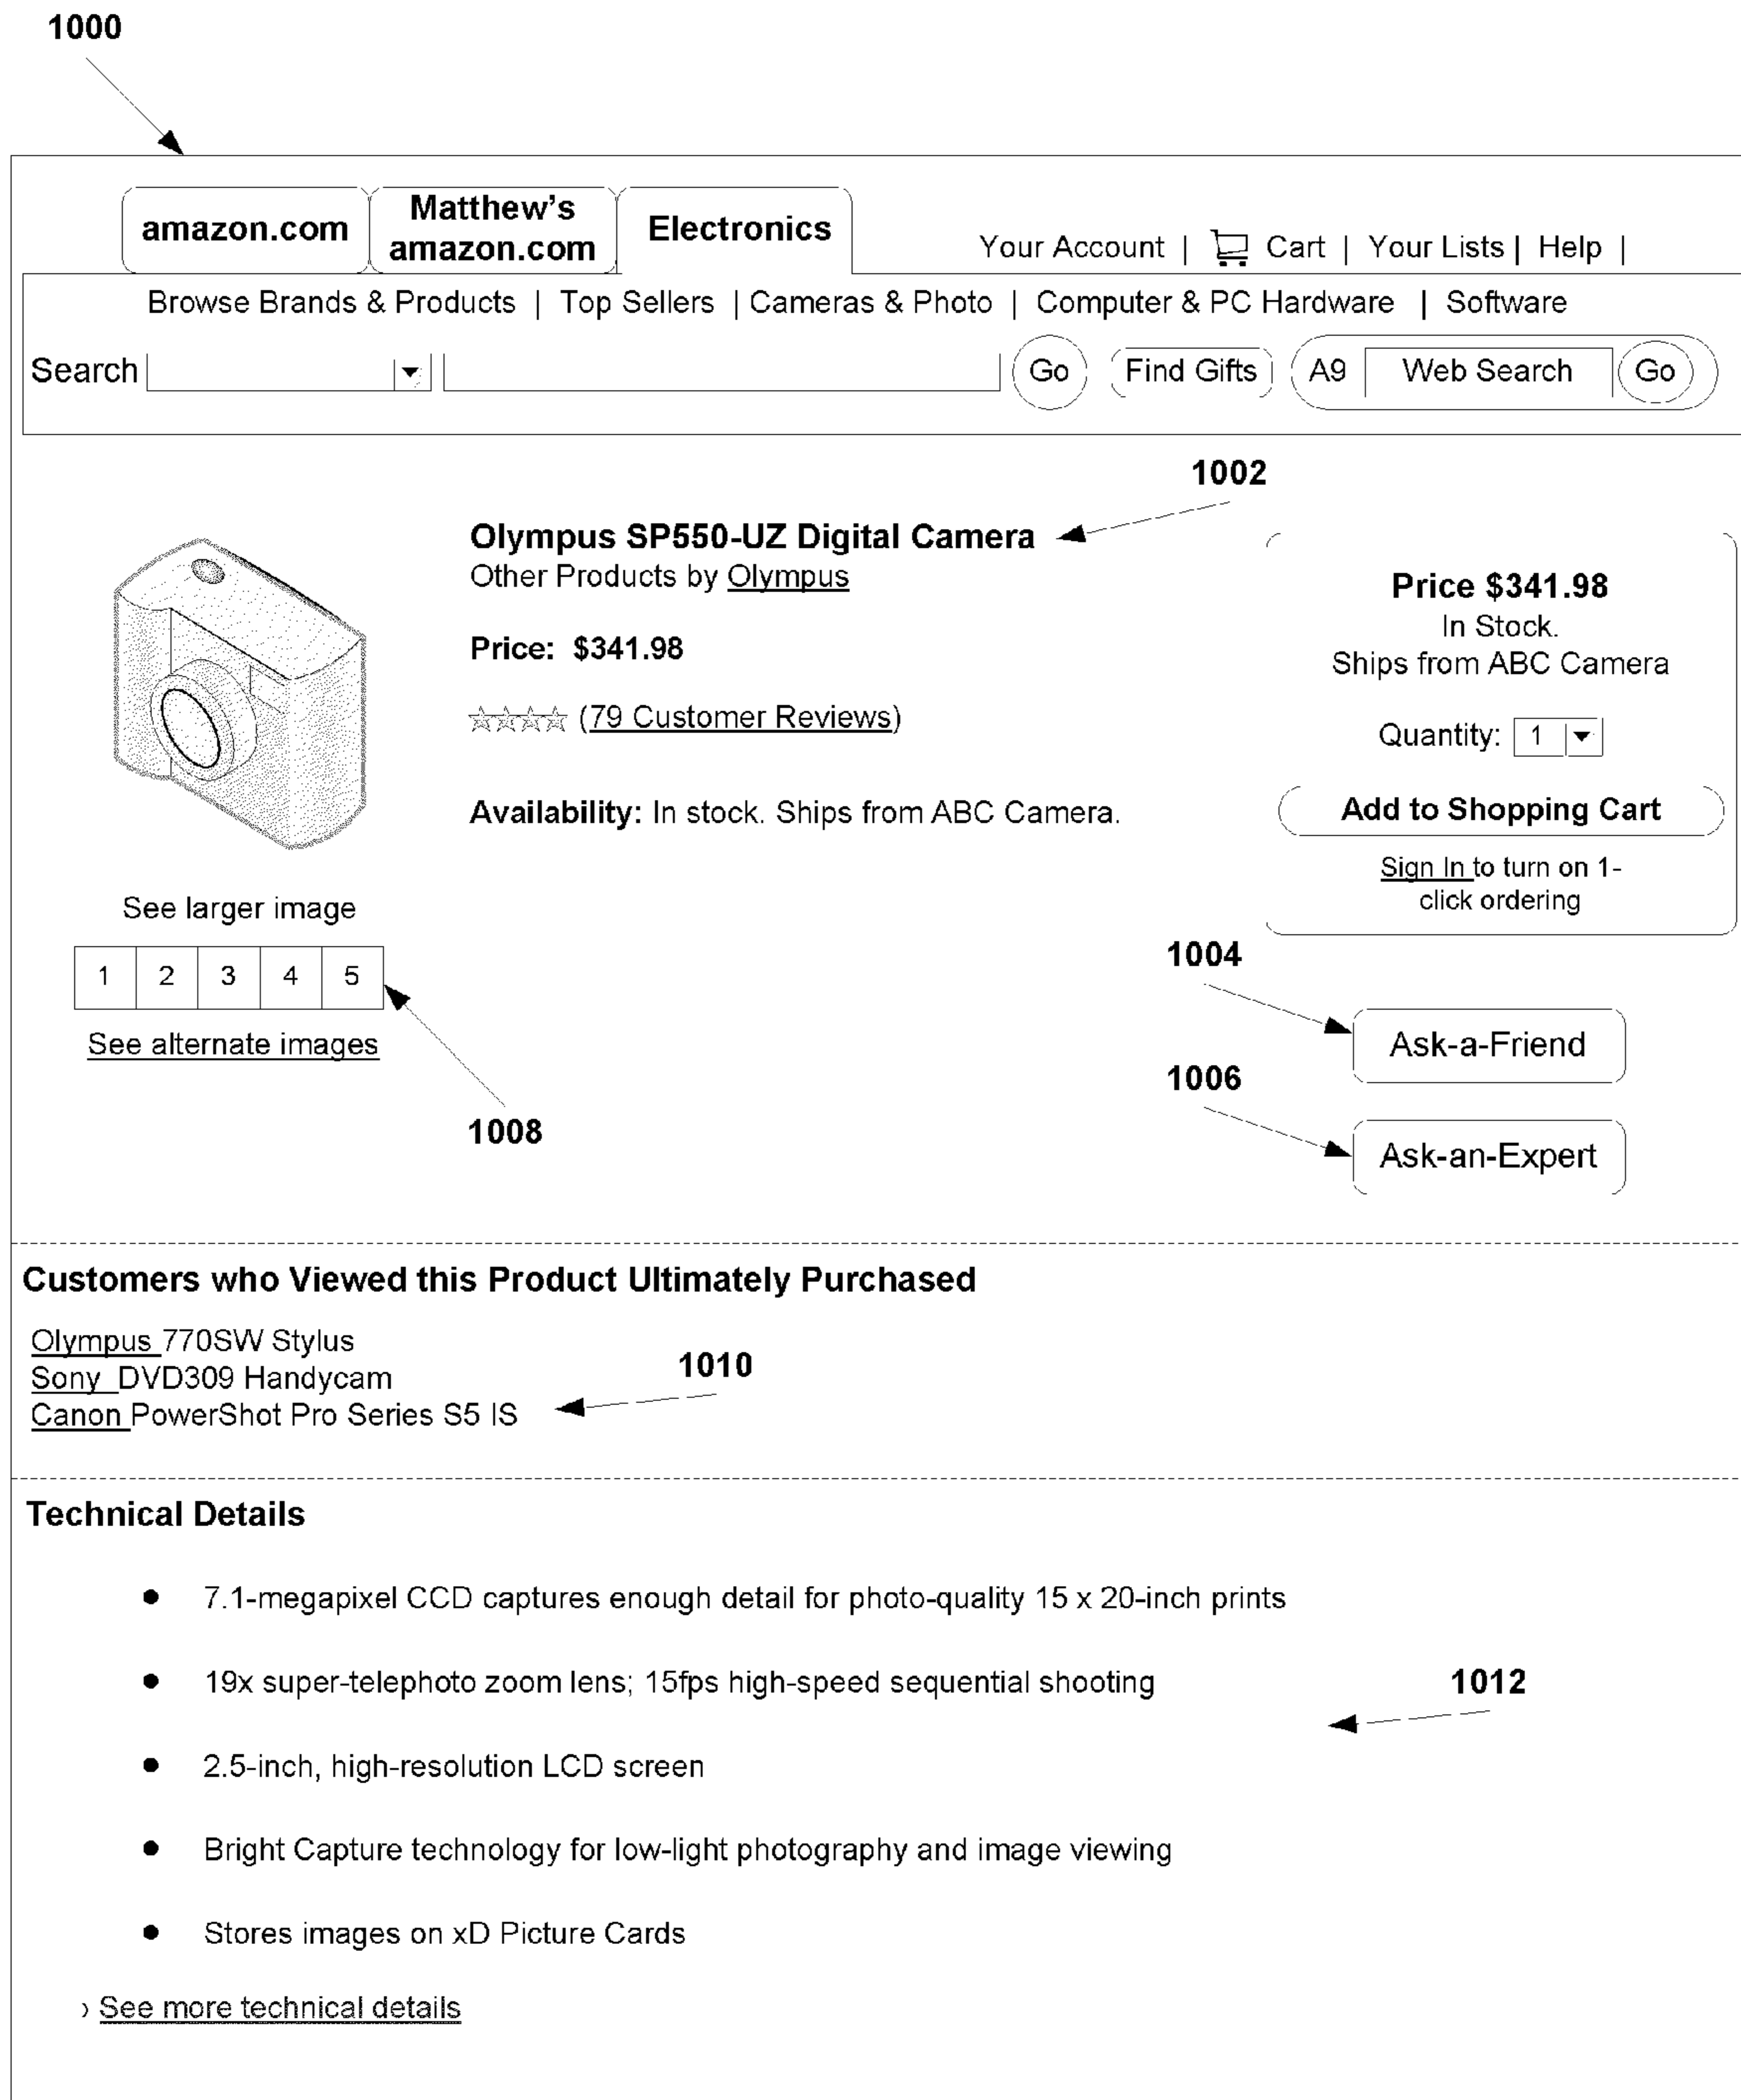 1000
amazon.com
Matthew's
amazon.com
Electronics
Your Account | Cart | Your Lists | Help |
Browse Brands & Products | Top Sellers | Cameras & Photo | Computer & PC Hardware | Software
Search Go Find Gifts A9 Web Search Go
1002
Olympus SP550-UZ Digital Camera
Other Products by Olympus
Price: $341.98
(79 Customer Reviews)
Availability: In stock. Ships from ABC Camera.
Price $341.98
In Stock.
Ships from ABC Camera
Quantity: 1
Add to Shopping Cart
Sign In to turn on 1-
click ordering
See larger image
1 2 3 4 5
See alternate images
1008
1004
Ask-a-Friend
1006
Ask-an-Expert
Customers who Viewed this Product Ultimately Purchased
Olympus 770SW Stylus
Sony DVD309 Handycam
Canon PowerShot Pro Series S5 IS
1010
Technical Details
● 7.1-megapixel CCD captures enough detail for photo-quality 15 x 20-inch prints
● 19x super-telephoto zoom lens; 15fps high-speed sequential shooting
1012
● 2.5-inch, high-resolution LCD screen
● Bright Capture technology for low-light photography and image viewing
● Stores images on xD Picture Cards
› See more technical details